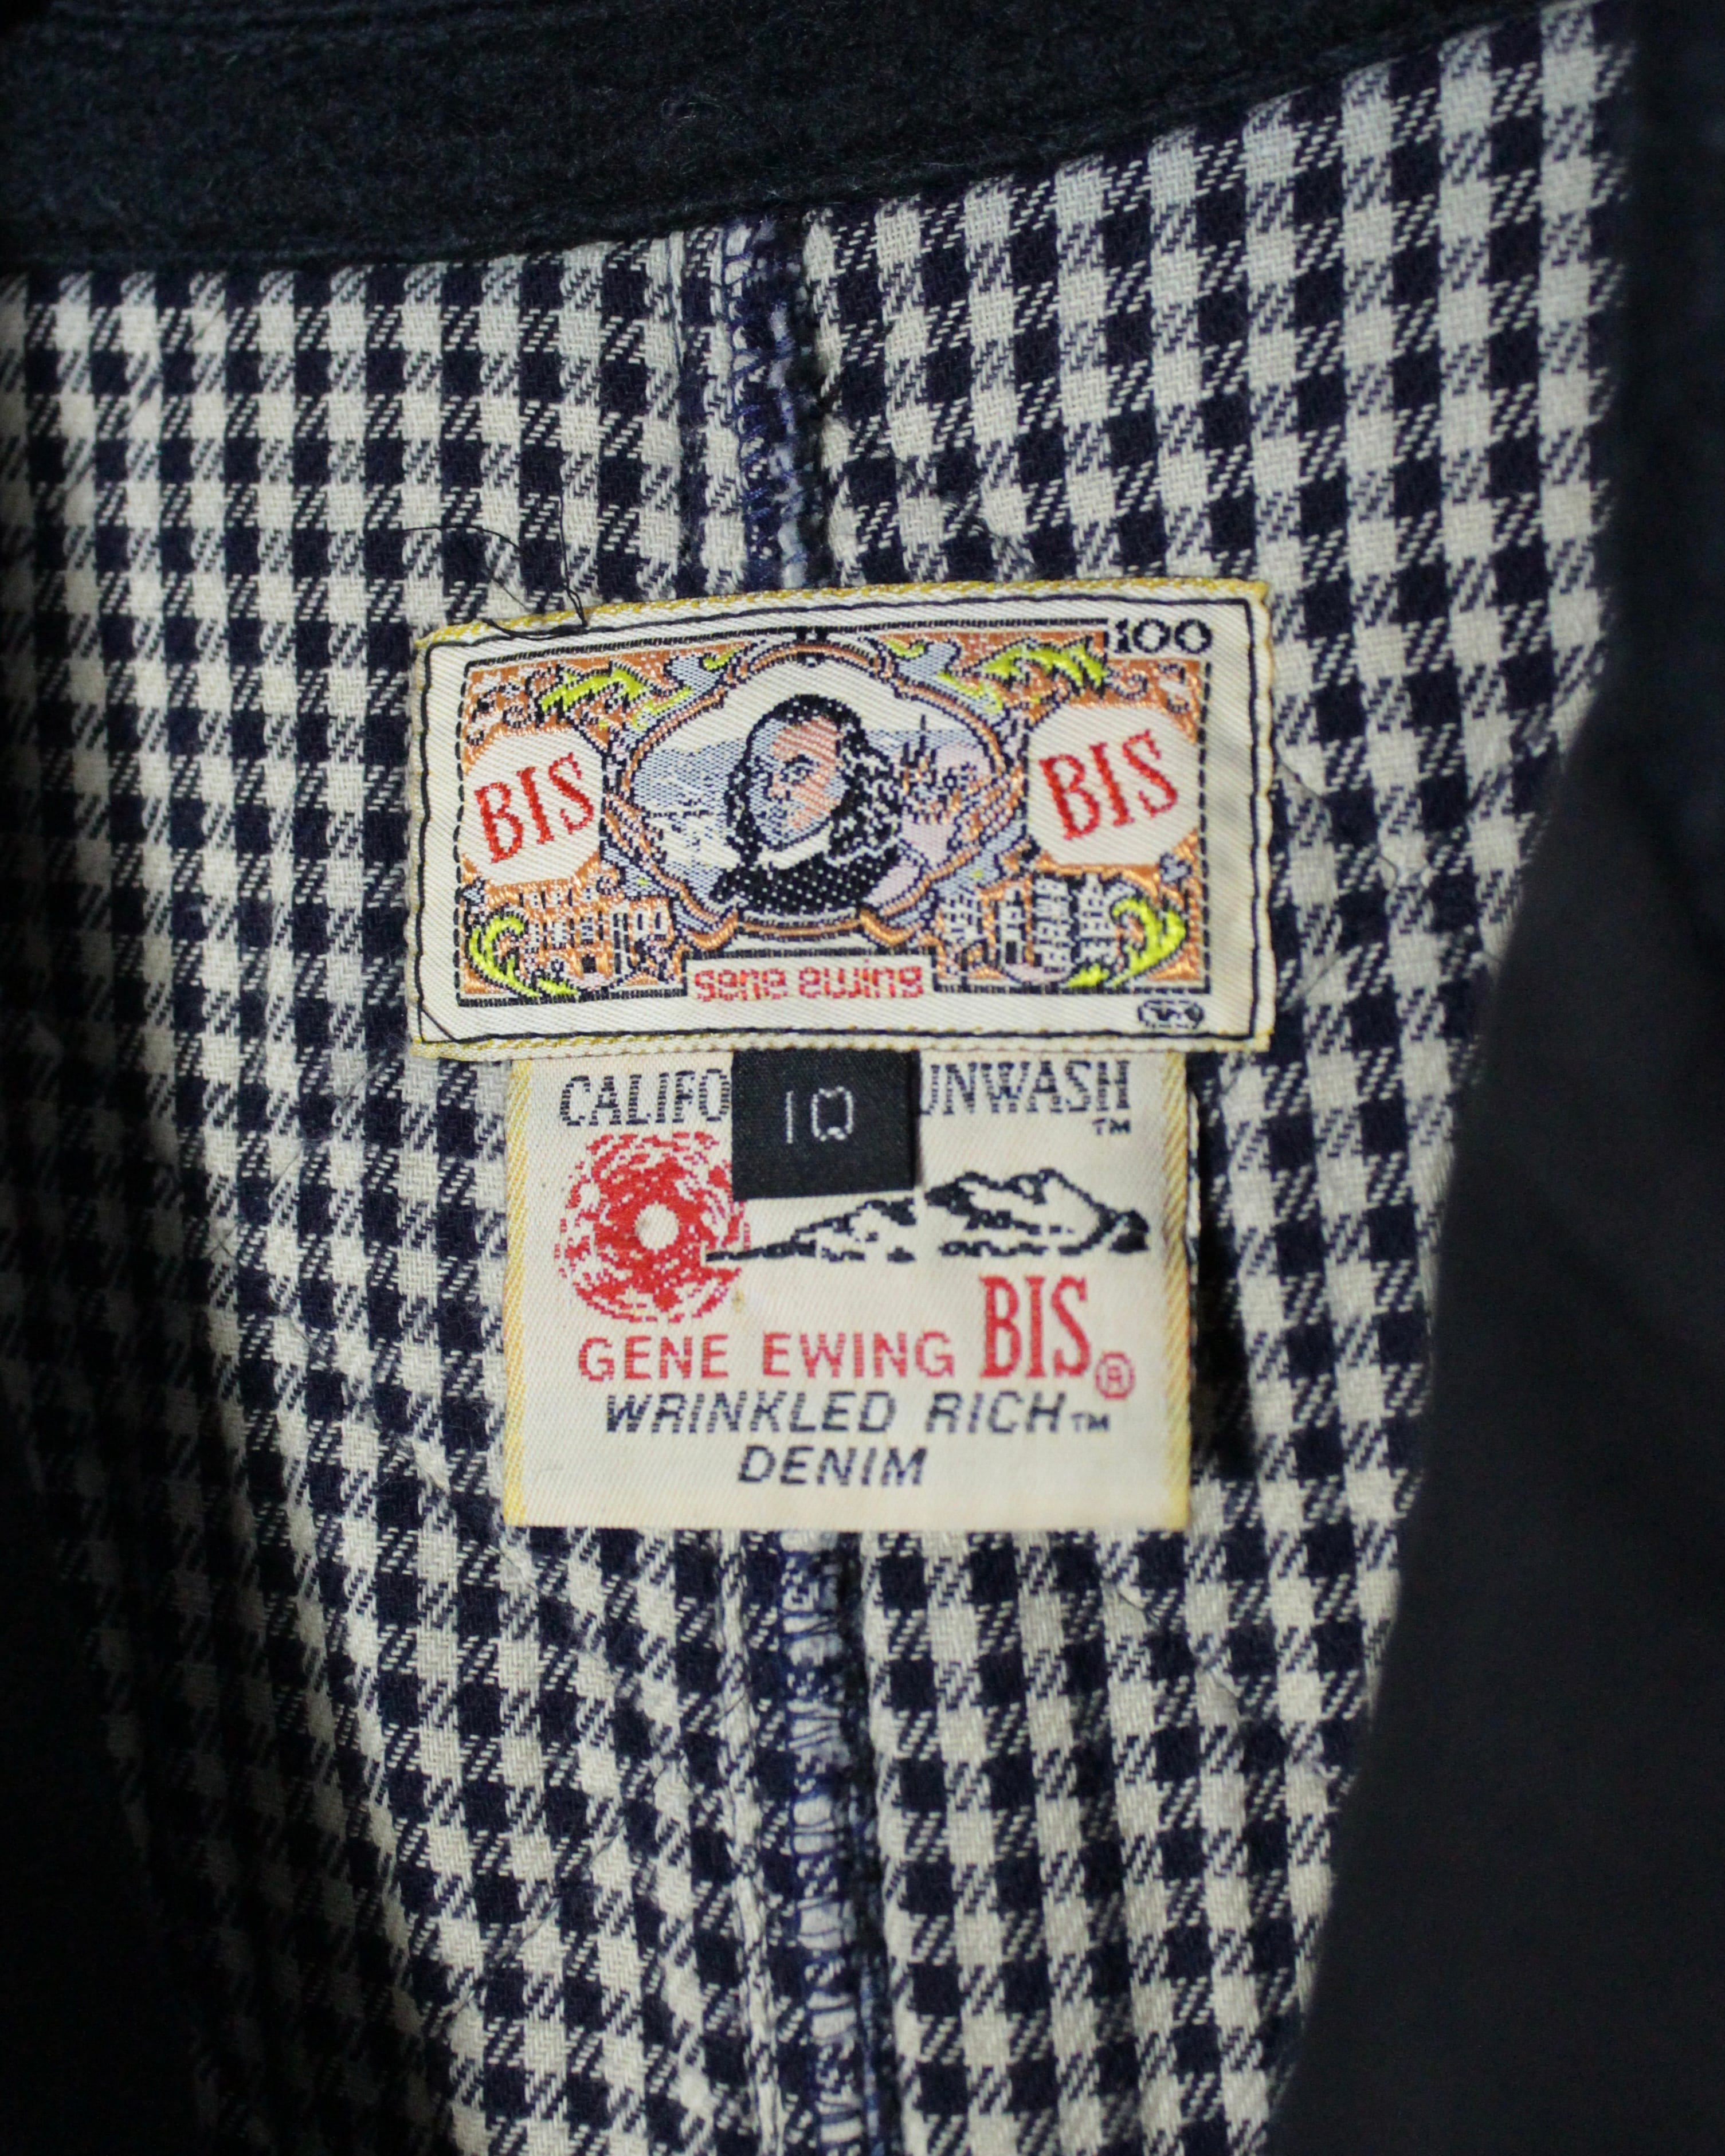 100
BIS BIS
gene ewing
CALIFO UNWASH
TM
10
GENE EWING BIS®
WRINKLED RICH™
DENIM